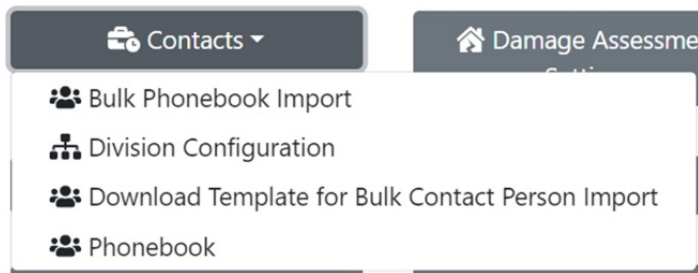 Contacts
Damage Assessme
Bulk Phonebook Import
Division Configuration
Download Template for Bulk Contact Person Import
Phonebook